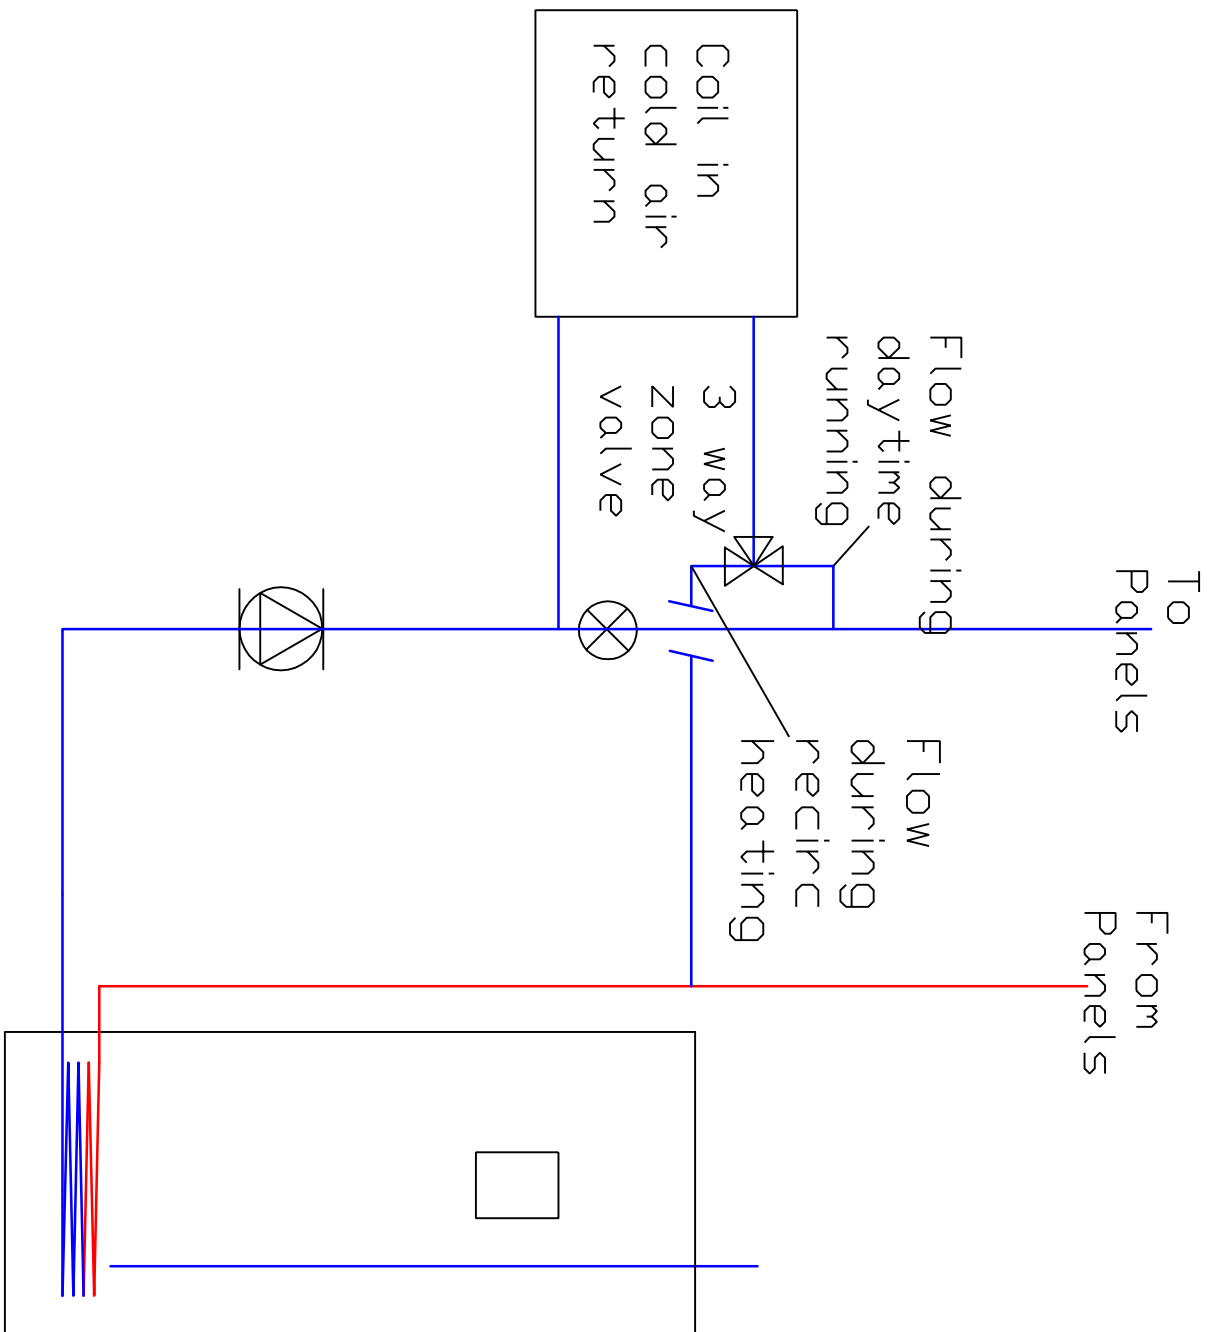 Coil in
cold air
return
Flow during
daytime
running
3 way
zone
valve
To
Panels
Flow
during
recirc
heating
From
Panels